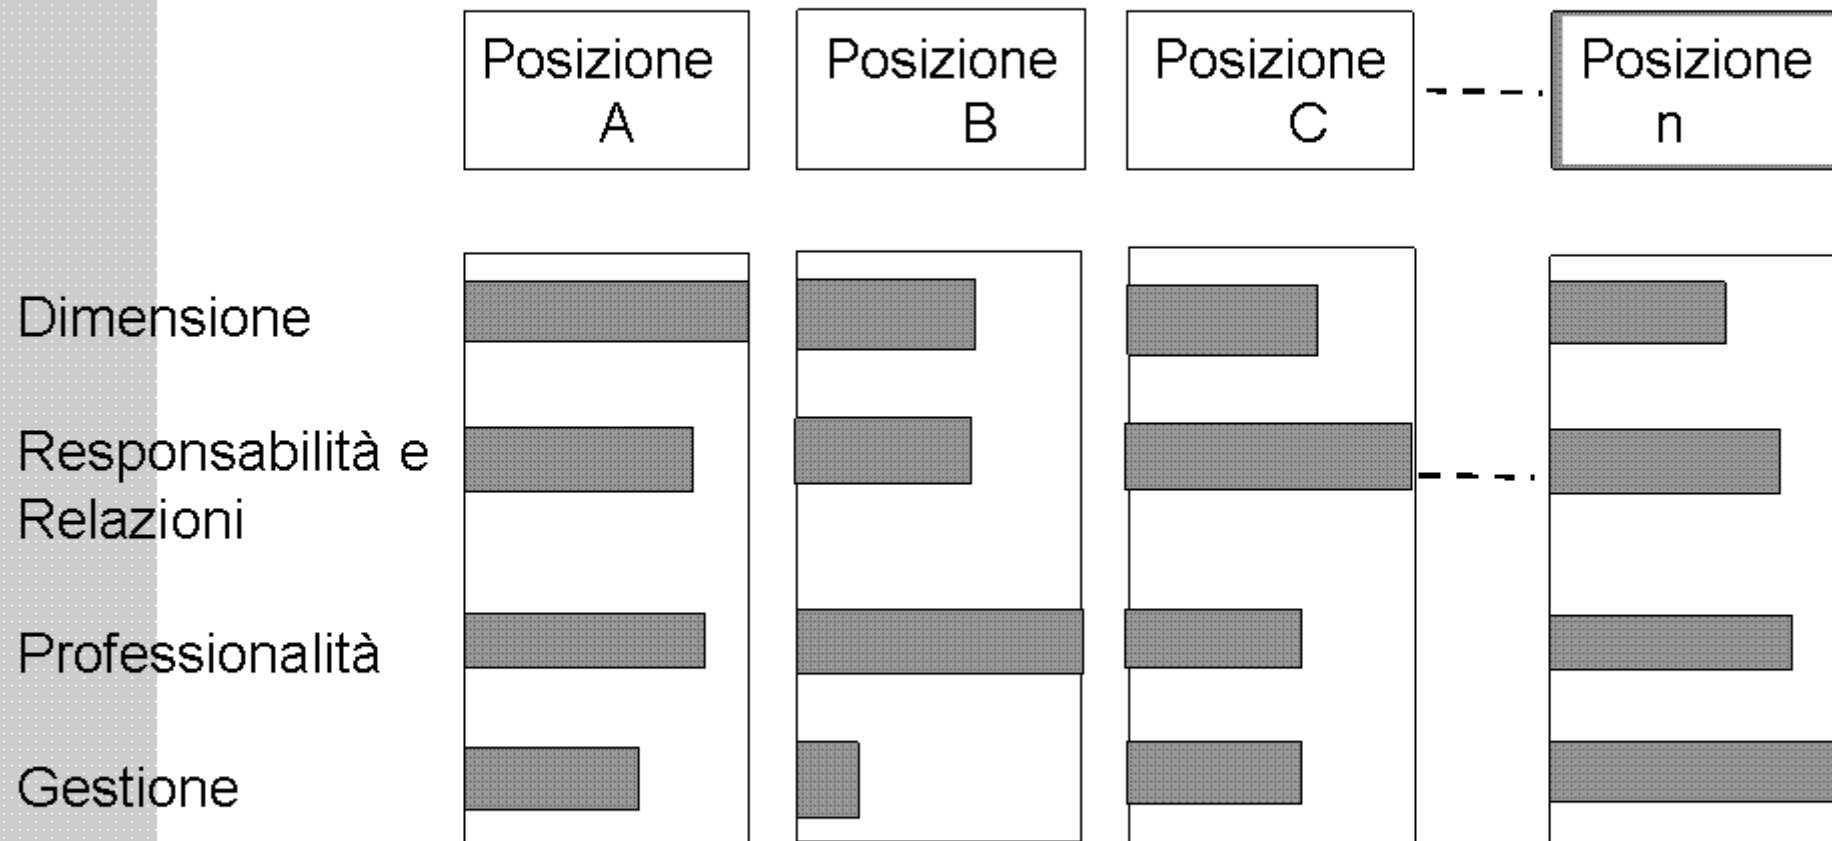 Posizione
A
Posizione
B
Posizione
C
Posizione
n
Dimensione
Responsabilità e
Relazioni
Professionalità
Gestione